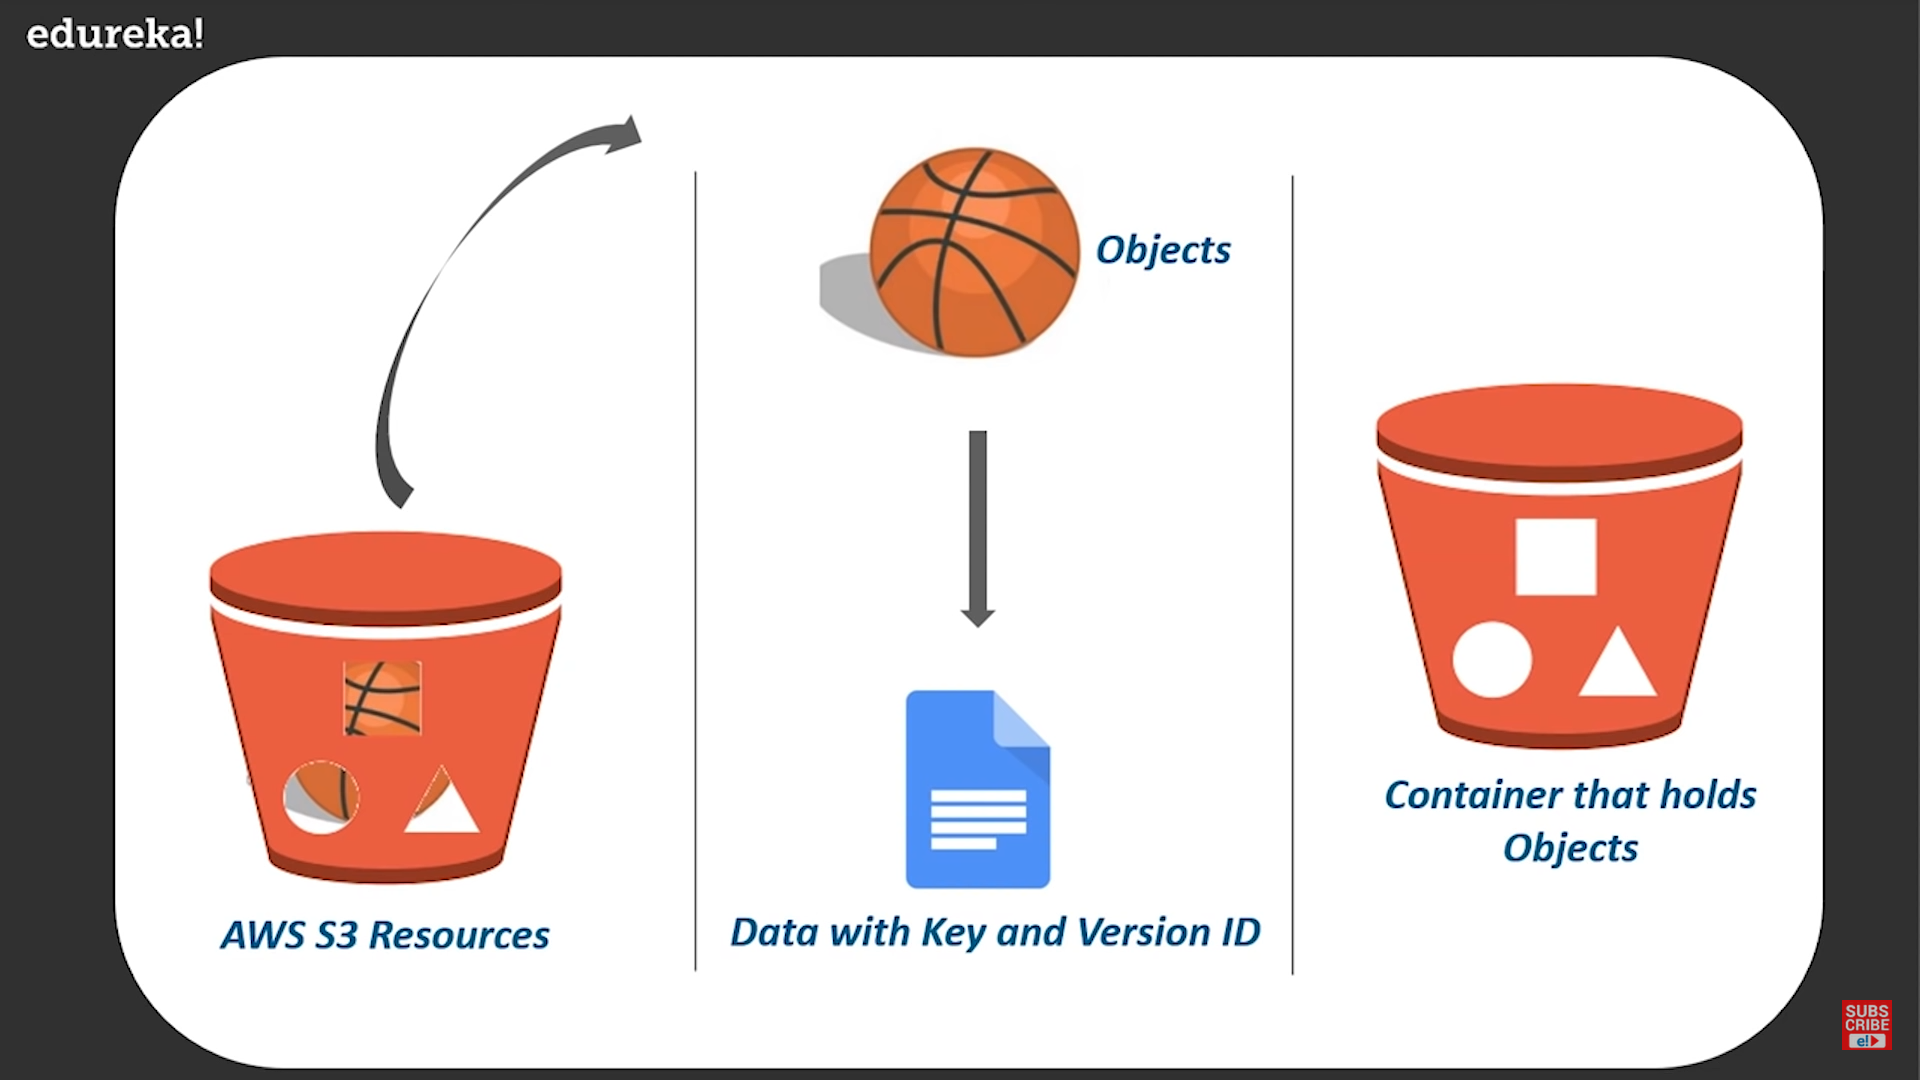 edureka!
Objects
AWS S3 Resources
Data with Key and Version ID
Container that holds
Objects
SUBS
CRIBE
e!